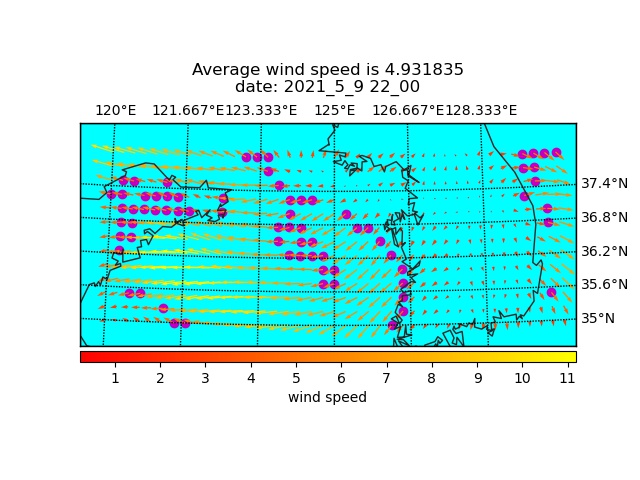 Average wind speed is 4.931835
date: 2021_5_9 22_00
120°E 121.667°E 123.333°E 125°E 126.667°E 128.333°E
37.4°N
36.8°N
36.2°N
35.6°N
35°N
1 2 3 4 5 6 7 8 9 10 11
wind speed